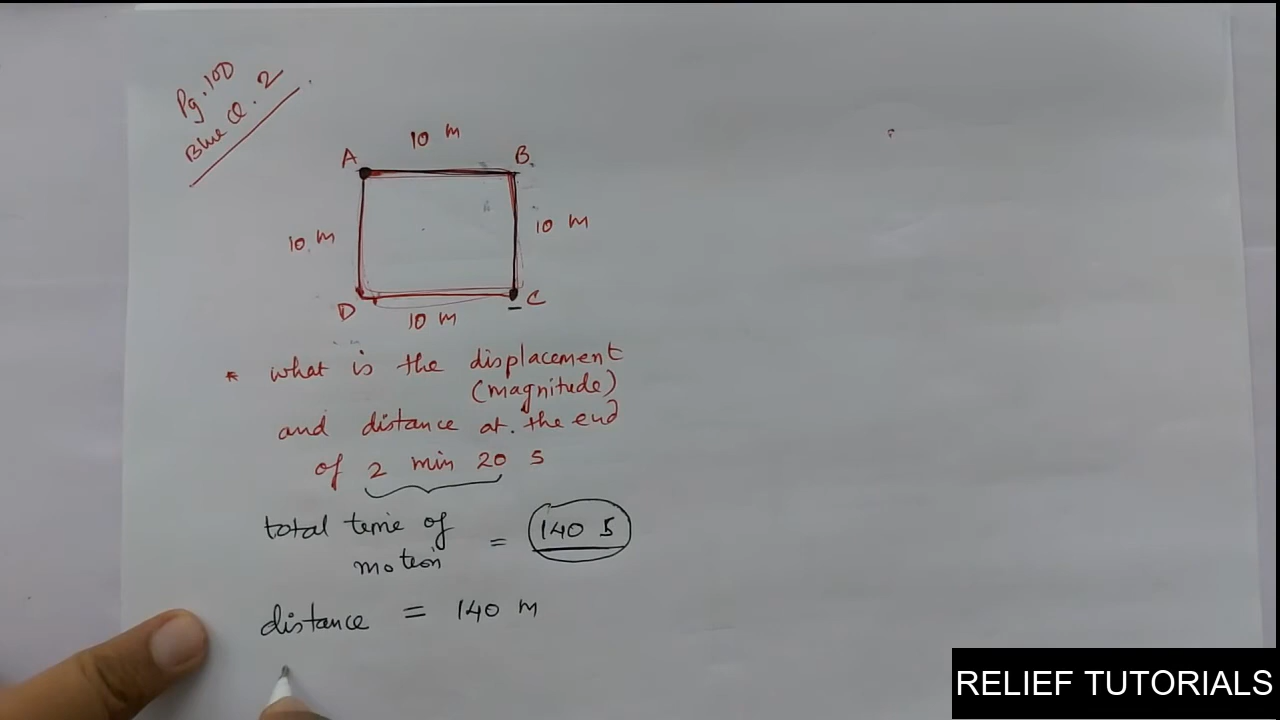 Pg. 100
Blue Q. 2
10 m
A
B
10 m
10 m
D
C
10 m
* what is the displacement
(magnitude)
and distance at. the end
of 2 min 20 s
total time of
motion = 140 s
distance = 140 m
RELIEF TUTORIALS